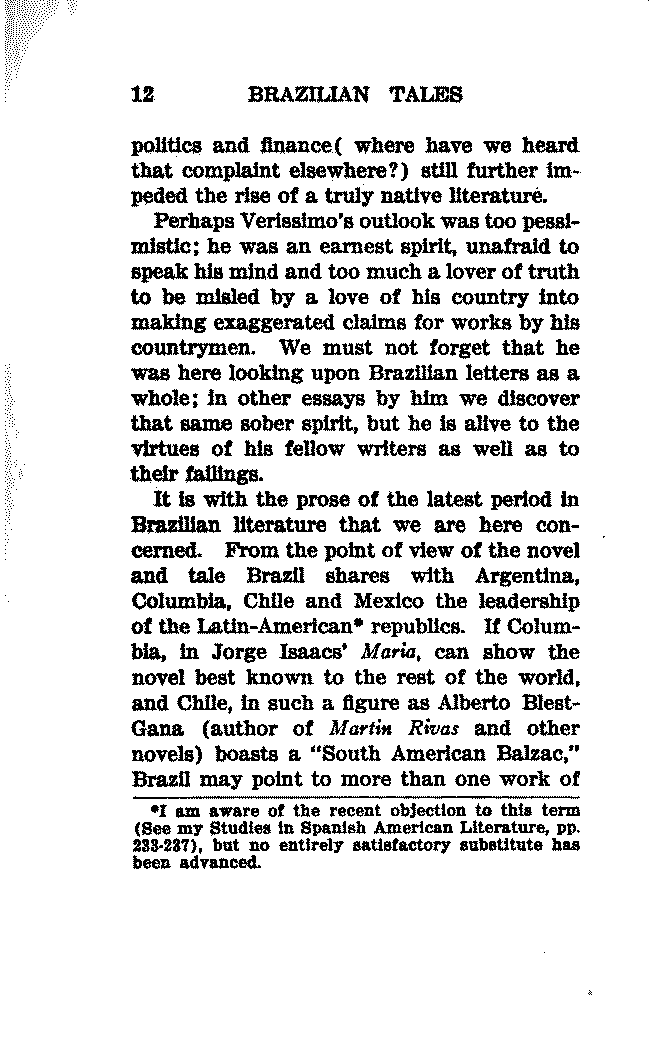 12 BRAZILIAN TALES
politics and finance( where have we heard
that complaint elsewhere?) still further im-
peded the rise of a truly native literature.
Perhaps Verissimo's outlook was too pessi-
mistic; he was an earnest spirit, unafraid to
speak his mind and too much a lover of truth
to be misled by a love of his country into
making exaggerated claims for works by his
countrymen. We must not forget that he
was here looking upon Brazilian letters as a
whole; in other essays by him we discover
that same sober spirit, but he is alive to the
virtues of his fellow writers as well as to
their failings.
It is with the prose of the latest period in
Brazilian literature that we are here con-
cerned. From the point of view of the novel
and tale Brazil shares with Argentina,
Columbia, Chile and Mexico the leadership
of the Latin-American* republics. If Colum-
bia, in Jorge Isaacs' Maria, can show the
novel best known to the rest of the world,
and Chile, in such a figure as Alberto Blest-
Gana (author of Martin Rivas and other
novels) boasts a "South American Balzac,"
Brazil may point to more than one work of
*I am aware of the recent objection to this term
(See my Studies in Spanish American Literature, pp.
233-237), but no entirely satisfactory substitute has
been advanced.